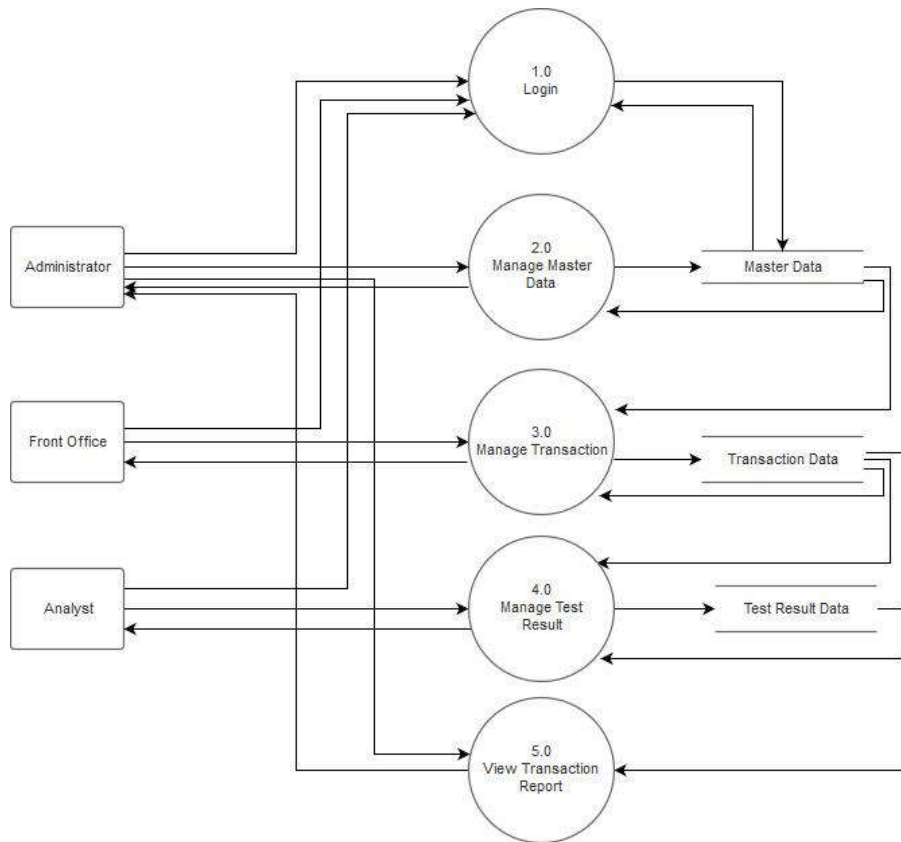 1.0
Login
Administrator
2.0
Manage Master
Data
Master Data
Front Office
3.0
Manage Transaction
Transaction Data
Analyst
4.0
Manage Test
Result
Test Result Data
5.0
View Transaction
Report